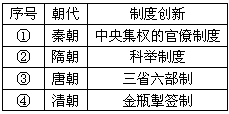 序号 朝代 制度创新
① 秦朝 中央集权的官僚制度
② 隋朝 科举制度
③ 唐朝 三省六部制
④ 清朝 金瓶掣签制